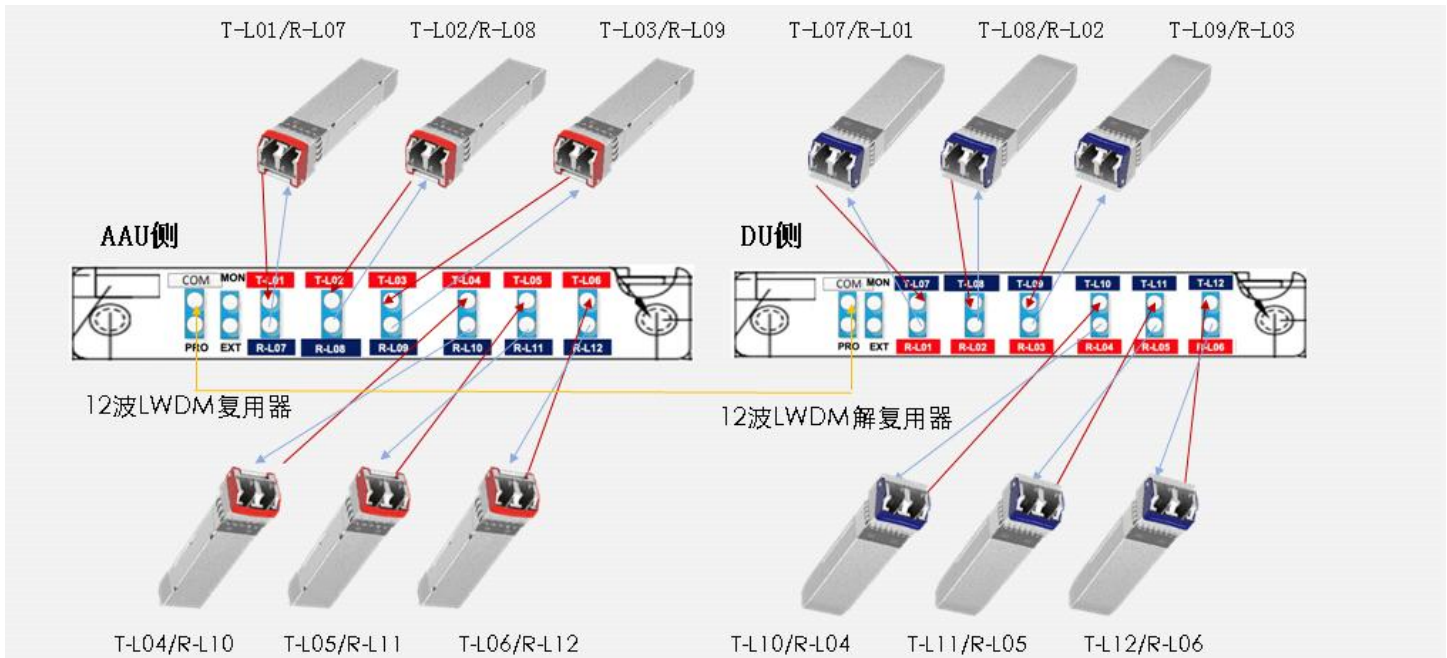 T-L01/R-L07 T-L02/R-L08 T-L03/R-L09 T-L07/R-L01 T-L08/R-L02 T-L09/R-L03
AAU侧 DU侧
COM MON T-L01 T-L02 T-L03 T-L04 T-L05 T-L06
COM MON T-L07 T-L08 T-L09 T-L10 T-L11 T-L12
PRO EXT R-L07 R-L08 R-L09 R-L10 R-L11 R-L12
PRO EXT R-L01 R-L02 R-L03 R-L04 R-L05 R-L06
12波LWDM复用器 12波LWDM解复用器
T-L04/R-L10 T-L05/R-L11 T-L06/R-L12 T-L10/R-L04 T-L11/R-L05 T-L12/R-L06